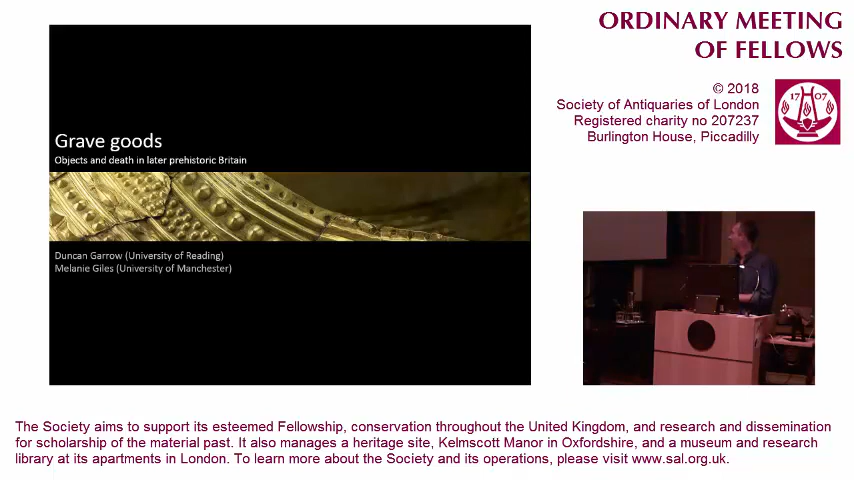 ORDINARY MEETING
OF FELLOWS
© 2018
Society of Antiquaries of London
Registered charity no 207237
Burlington House, Piccadilly
17 07
Grave goods
Objects and death in later prehistoric Britain
Duncan Garrow (University of Reading)
Melanie Giles (University of Manchester)
The Society aims to support its esteemed Fellowship, conservation throughout the United Kingdom, and research and dissemination
for scholarship of the material past. It also manages a heritage site, Kelmscott Manor in Oxfordshire, and a museum and research
library at its apartments in London. To learn more about the Society and its operations, please visit www.sal.org.uk.